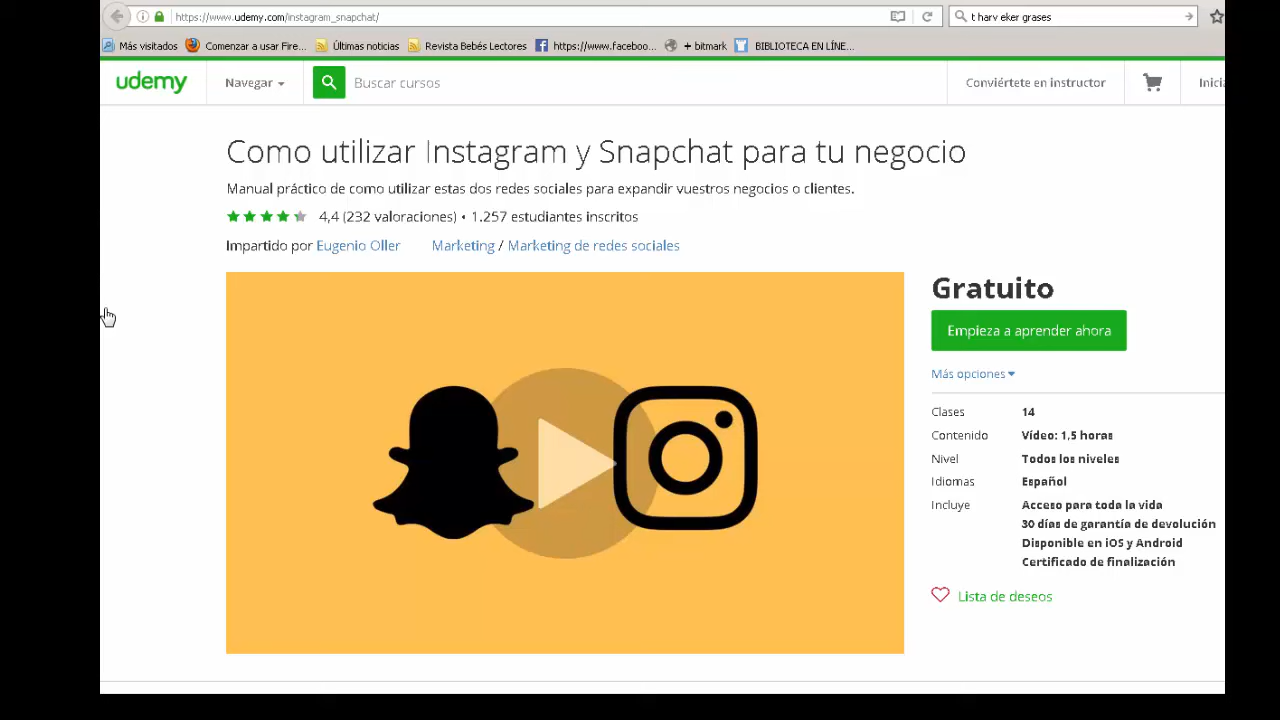 https://www.udemy.com/instagram_snapchat/
t harv eker grases
Más visitados
Comenzar a usar Fire...
Últimas noticias
Revista Bebés Lectores
https://www.faceboo...
+ bitmark
BIBLIOTECA EN LÍNE...
udemy
Navegar
Buscar cursos
Conviértete en instructor
Inicia
Como utilizar Instagram y Snapchat para tu negocio
Manual práctico de como utilizar estas dos redes sociales para expandir vuestros negocios o clientes.
4,4 (232 valoraciones) • 1.257 estudiantes inscritos
Impartido por Eugenio Oller Marketing / Marketing de redes sociales
Gratuito
Empieza a aprender ahora
Más opciones
Clases 14
Contenido Vídeo: 1,5 horas
Nivel Todos los niveles
Idiomas Español
Incluye Acceso para toda la vida
30 días de garantía de devolución
Disponible en iOS y Android
Certificado de finalización
Lista de deseos